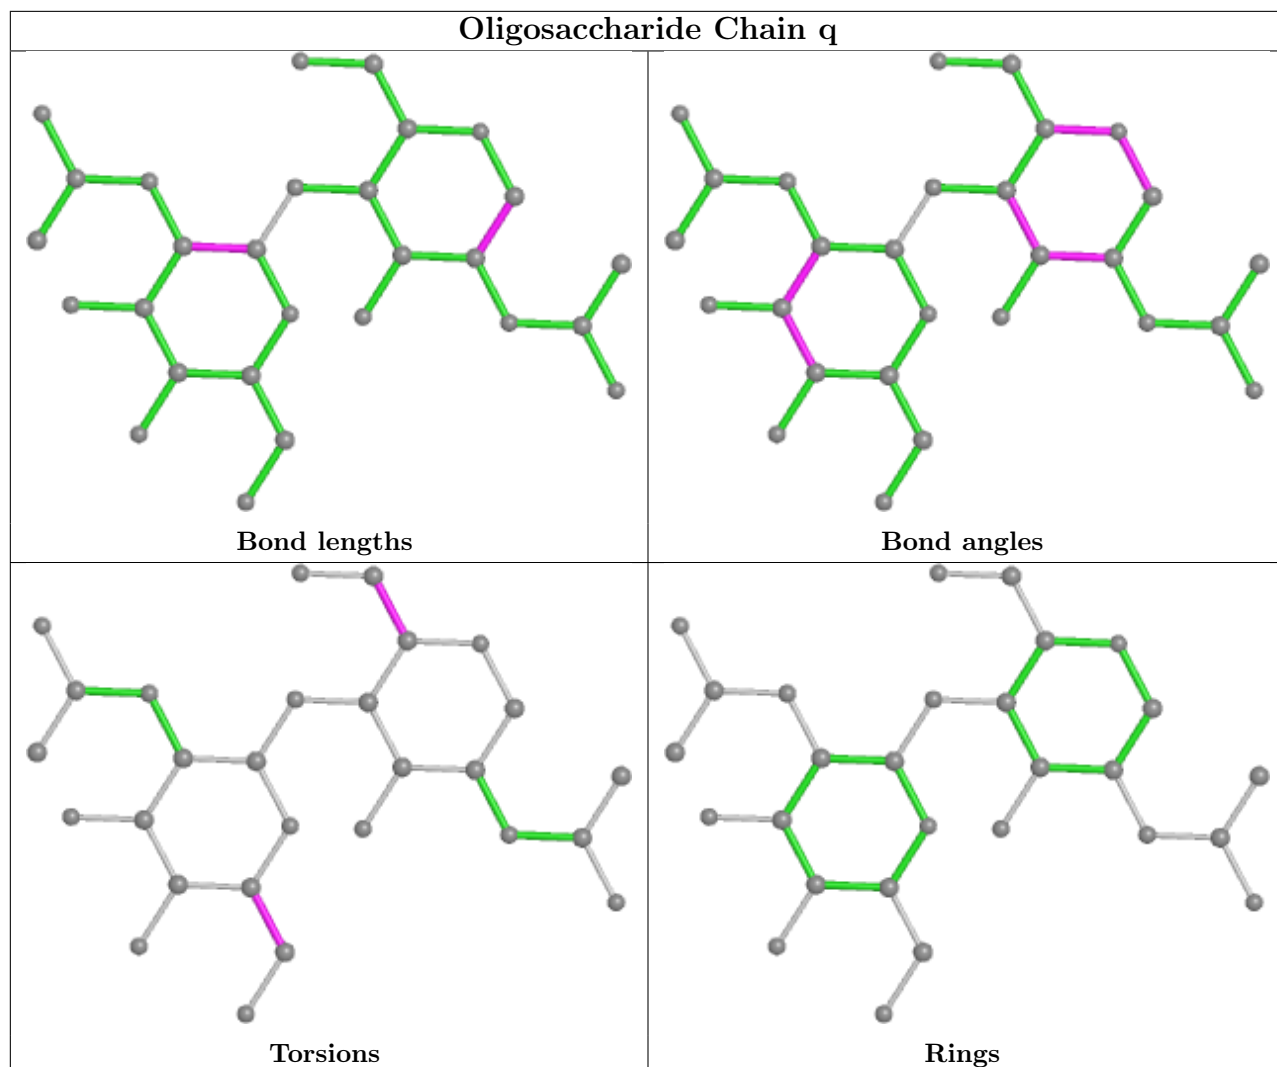 Oligosaccharide Chain q
Bond lengths
Bond angles
Torsions
Rings